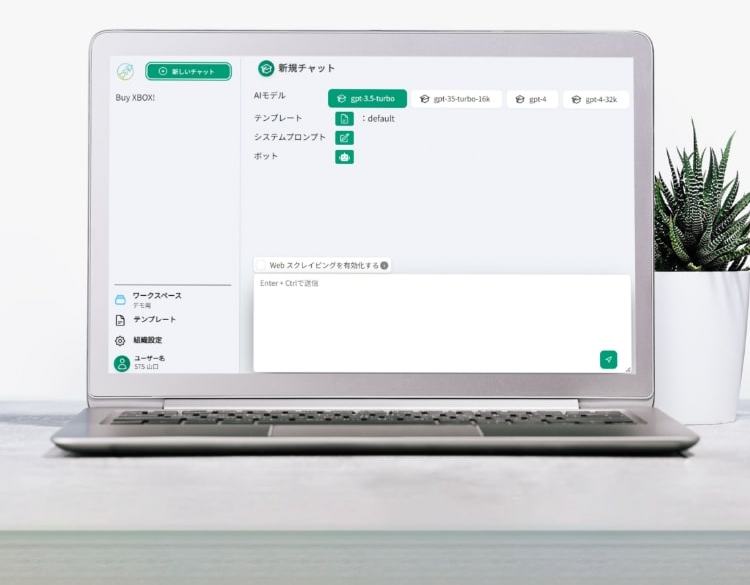 新しいチャット
Buy XBOX!
ワークスペース
デモ用
テンプレート
組織設定
ユーザー名
STS 山口
新規チャット
AIモデル
gpt-3.5-turbo
gpt-35-turbo-16k
gpt-4
gpt-4-32k
テンプレート
：default
システムプロンプト
ボット
Web スクレイピングを有効化する
Enter + Ctrlで送信